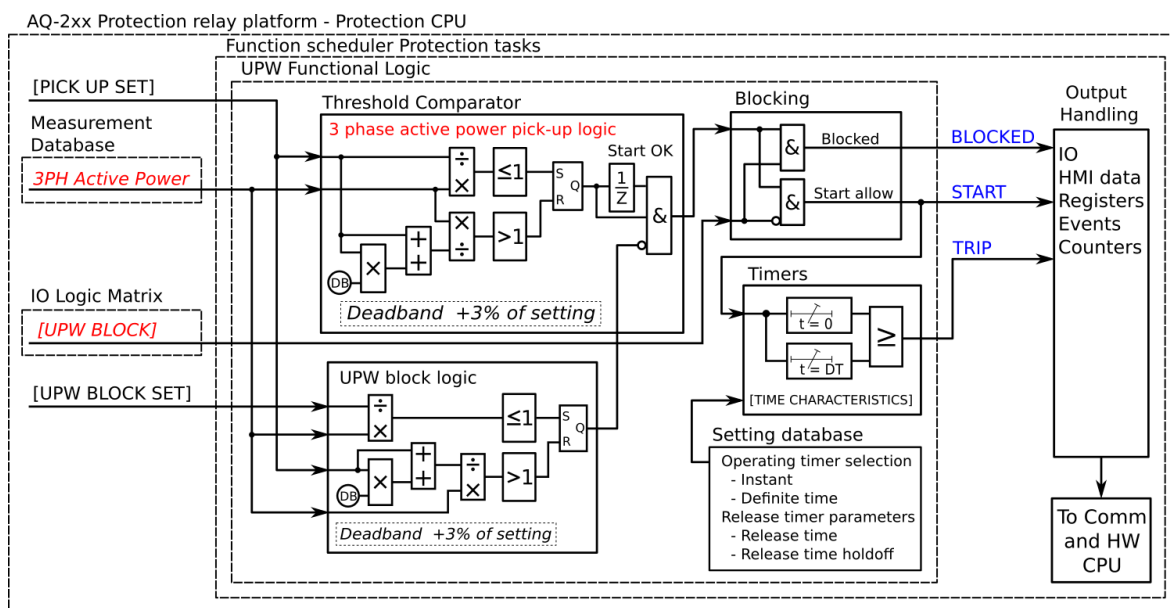 AQ-2xx Protection relay platform - Protection CPU
Function scheduler Protection tasks
UPW Functional Logic
[PICK UP SET]
Measurement
Database
3PH Active Power
IO Logic Matrix
[UPW BLOCK]
[UPW BLOCK SET]
Threshold Comparator
3 phase active power pick-up logic
÷
×
≤1
S
R
Q
Start OK
1
Z
&
×
÷
>1
+
+
×
DB
Deadband +3% of setting
UPW block logic
÷
×
≤1
S
R
Q
+
+
÷
×
>1
×
DB
Deadband +3% of setting
Blocking
&
Blocked
&
Start allow
BLOCKED
START
TRIP
Timers
t = 0
t = DT
≥
[TIME CHARACTERISTICS]
Setting database
Operating timer selection
- Instant
- Definite time
Release timer parameters
- Release time
- Release time holdoff
Output
Handling
IO
HMI data
Registers
Events
Counters
To Comm
and HW
CPU